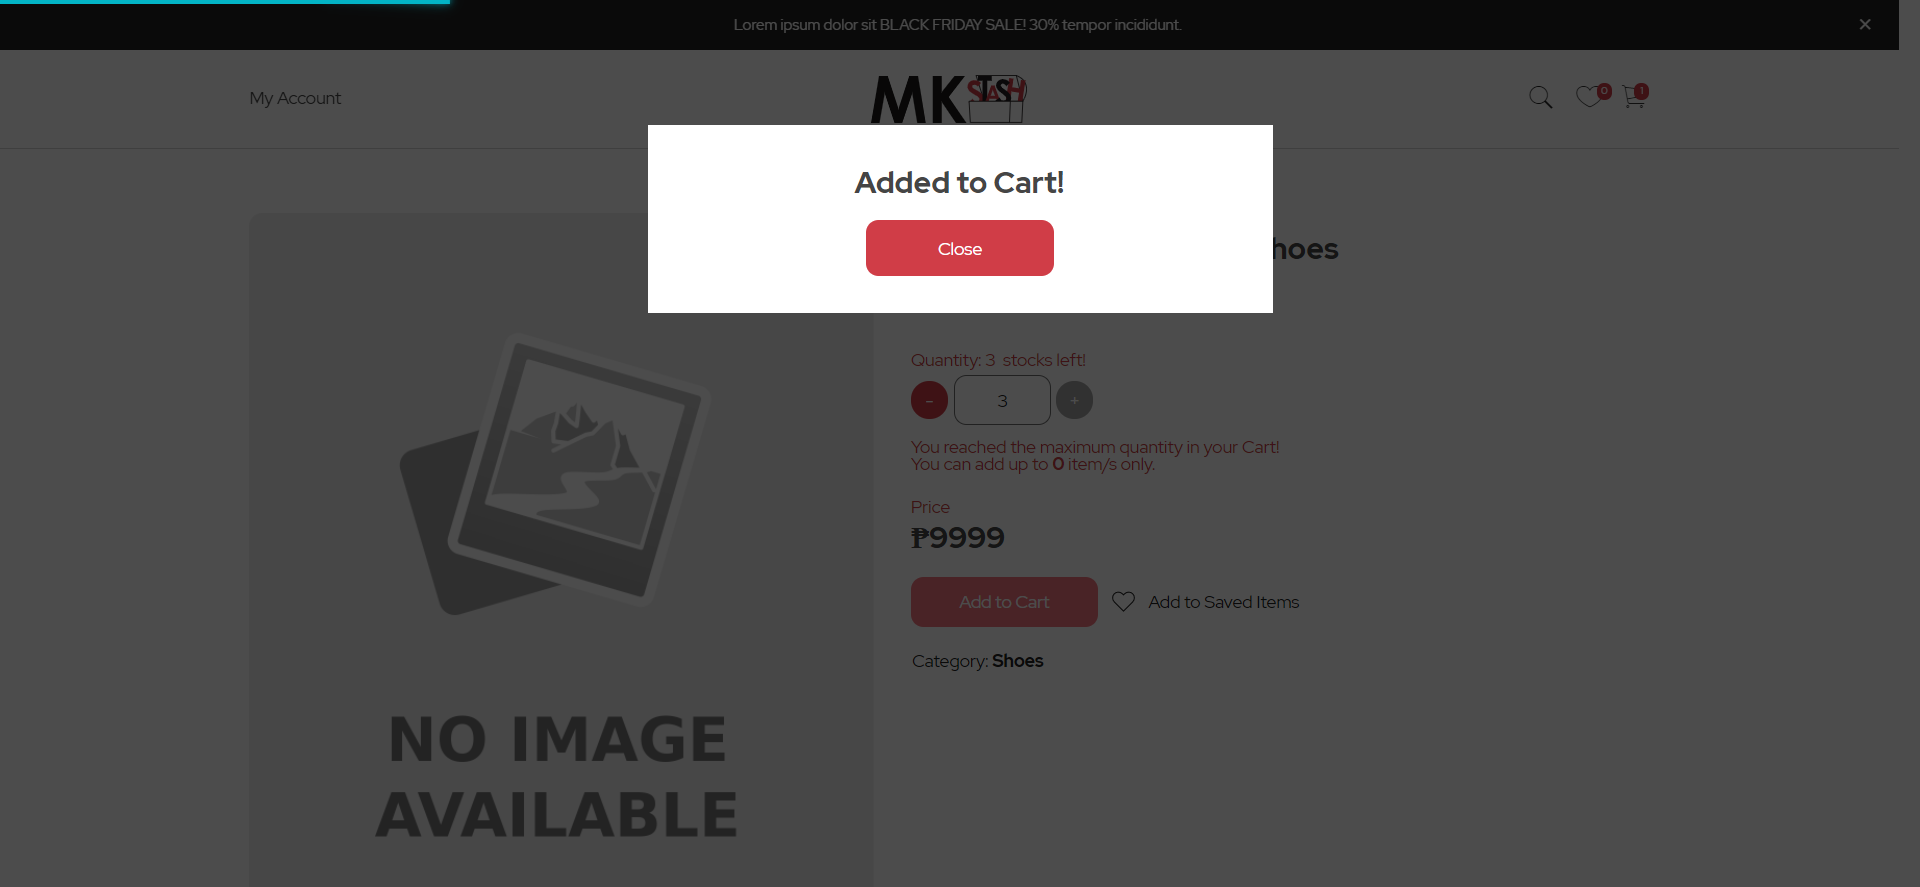 Lorem ipsum dolor sit BLACK FRIDAY SALE! 30% tempor incididunt.
My Account
MK STASH
0
1
Added to Cart!
Close
hoes
Quantity: 3 stocks left!
-
3
+
You reached the maximum quantity in your Cart!
You can add up to 0 item/s only.
Price
₱9999
Add to Cart
Add to Saved Items
Category: Shoes
NO IMAGE
AVAILABLE